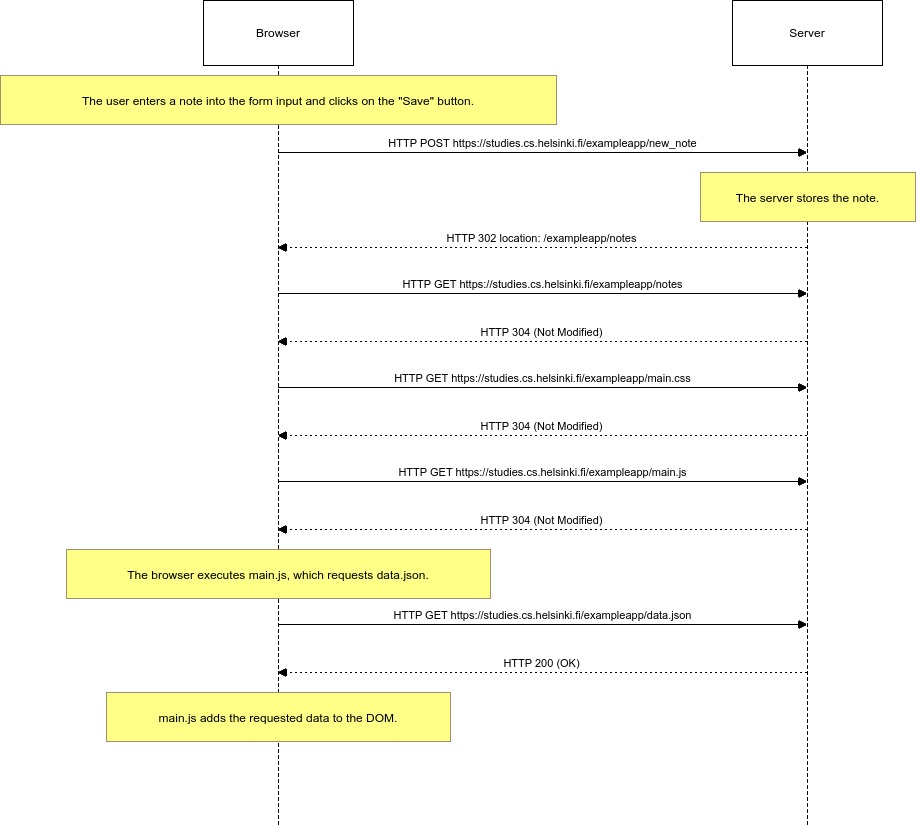 Browser
Server
The user enters a note into the form input and clicks on the "Save" button.
HTTP POST https://studies.cs.helsinki.fi/exampleapp/new_note
The server stores the note.
HTTP 302 location: /exampleapp/notes
HTTP GET https://studies.cs.helsinki.fi/exampleapp/notes
HTTP 304 (Not Modified)
HTTP GET https://studies.cs.helsinki.fi/exampleapp/main.css
HTTP 304 (Not Modified)
HTTP GET https://studies.cs.helsinki.fi/exampleapp/main.js
HTTP 304 (Not Modified)
The browser executes main.js, which requests data.json.
HTTP GET https://studies.cs.helsinki.fi/exampleapp/data.json
HTTP 200 (OK)
main.js adds the requested data to the DOM.